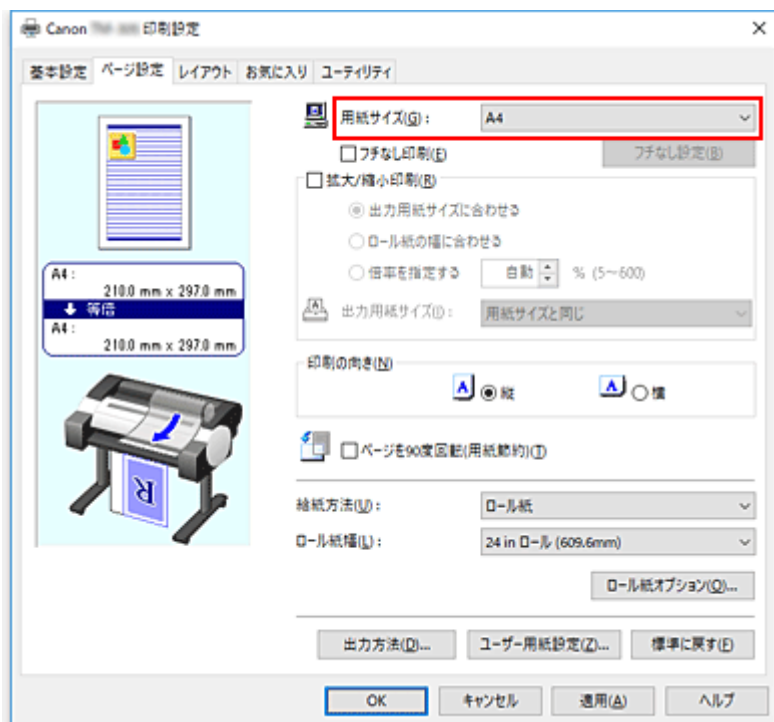 Canon 印刷設定
基本設定 ページ設定 レイアウト お気に入り ユーティリティ
用紙サイズ(G): A4
フチなし印刷(E) フチなし設定(B)
拡大/縮小印刷(R)
出力用紙サイズに合わせる
ロール紙の幅に合わせる
倍率を指定する 自動 % (5～600)
出力用紙サイズ(I): 用紙サイズと同じ
A4:
210.0 mm x 297.0 mm
等倍
A4:
210.0 mm x 297.0 mm
印刷の向き(N)
A 縦 A 横
ページを90度回転(用紙節約)(T)
R
給紙方法(U): ロール紙
ロール紙幅(L): 24 in ロール (609.6mm)
ロール紙オプション(O)...
出力方法(D)... ユーザー用紙設定(Z)... 標準に戻す(F)
OK キャンセル 適用(A) ヘルプ